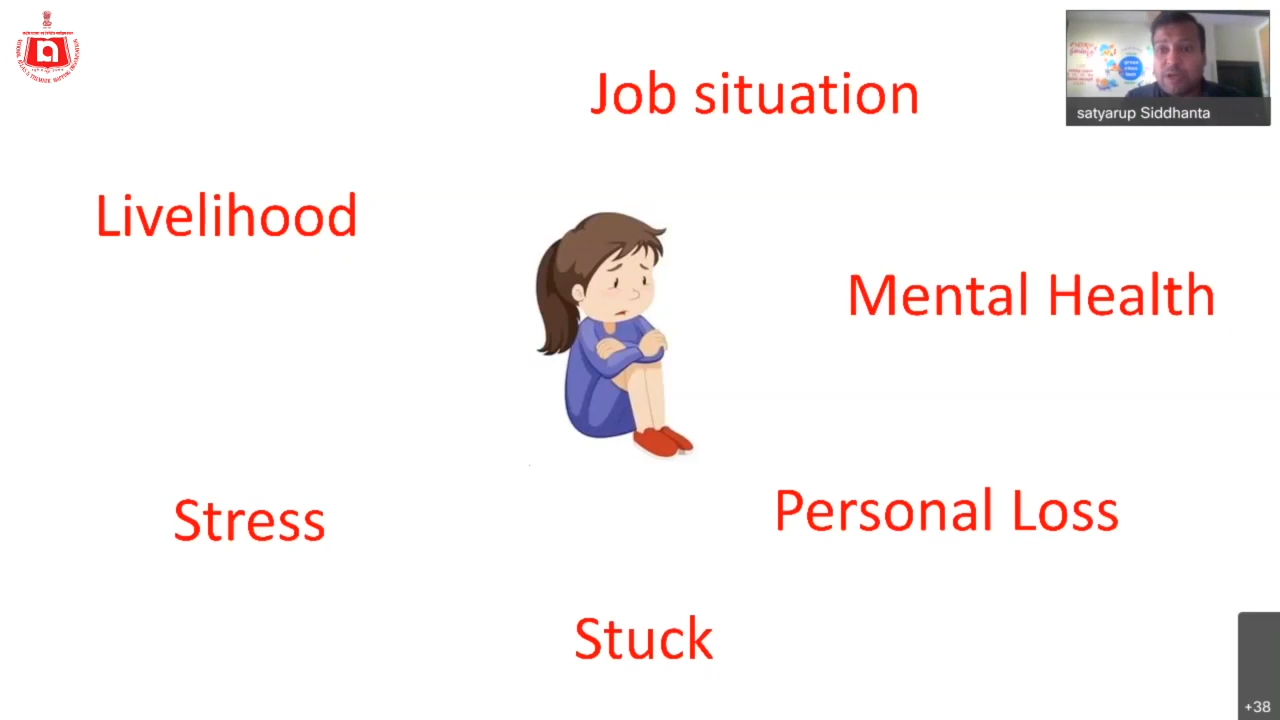 Job situation
satyarup Siddhanta
Livelihood
Mental Health
Stress
Personal Loss
Stuck
+38